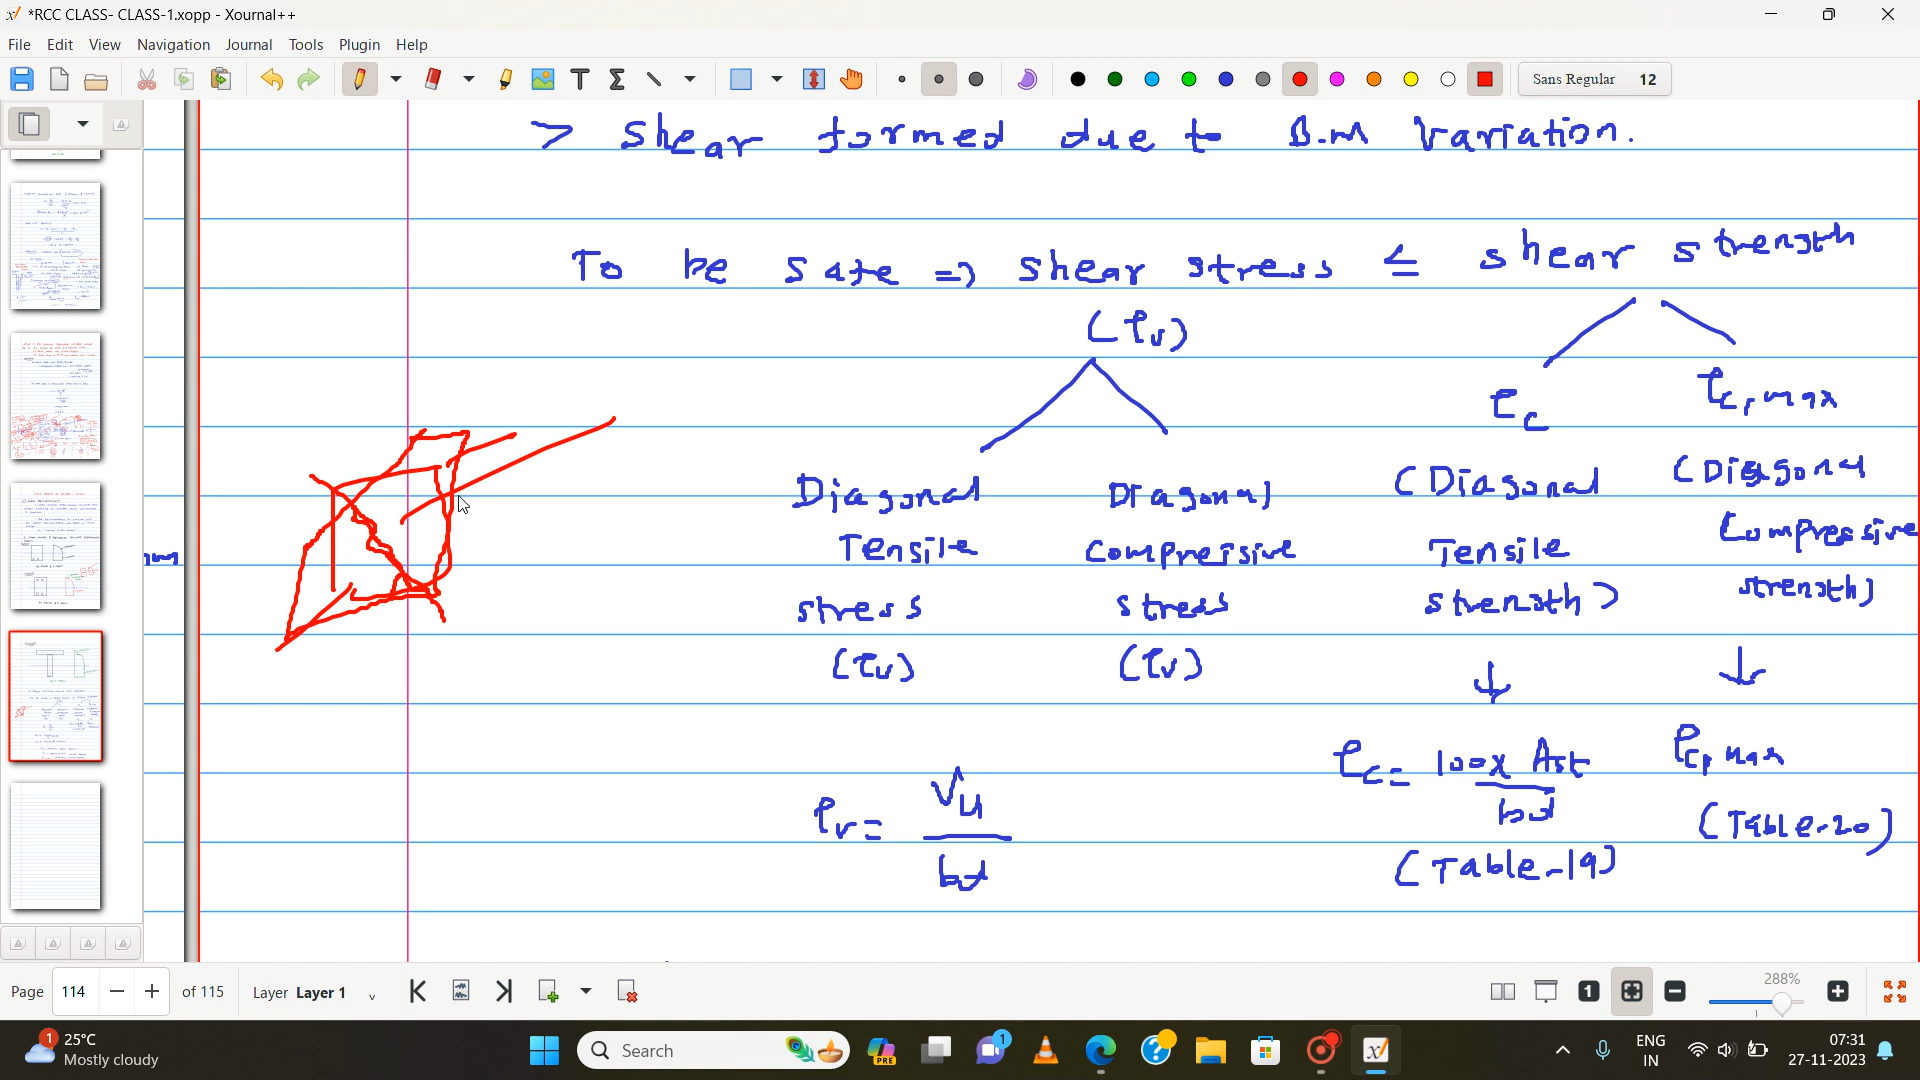 *RCC CLASS- CLASS-1.xopp - Xournal++
File Edit View Navigation Journal Tools Plugin Help
Sans Regular 12
> Shear formed due to B.M Variation.
To be safe => shear stress ≤ shear strength
(τv)
τc τc,max
Diagonal Diagonal (Diagonal (Diagonal
Tensile Compressive Tensile Compressive
stress stress strength) strength)
(τv) (τv) ↓ ↓
τv = Vu / bd
τc = 100 x Ast / bd
τc, max
(Table-19) (Table-20)
Page 114 of 115 Layer Layer 1 1 288%
1 25°C
Mostly cloudy
Search
PRE
1
ENG
IN
07:31
27-11-2023